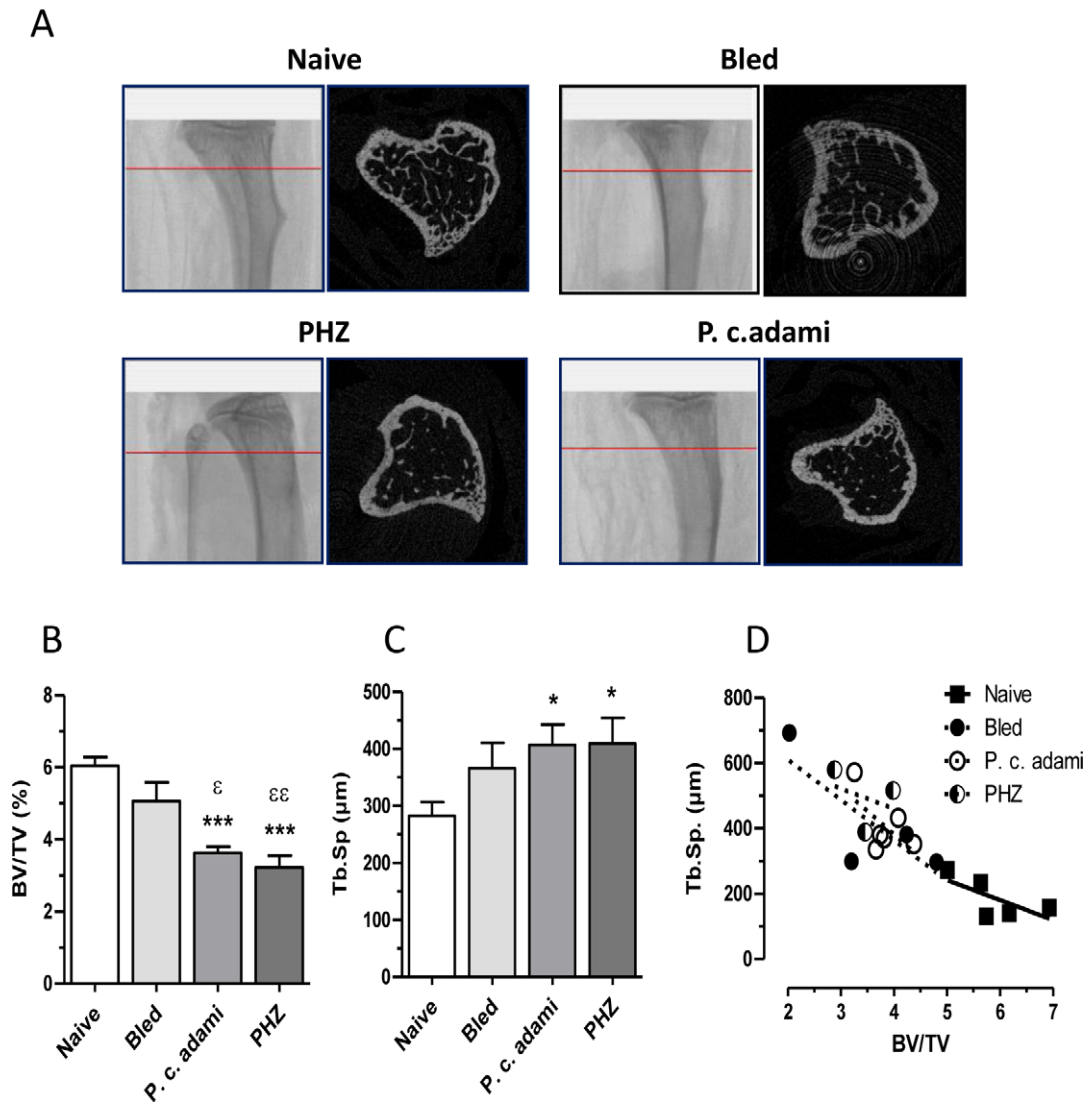 A
Naive
Bled
PHZ
P. c.adami
B
BV/TV (%)
8
6
4
2
0
ε
***
εε
***
Naive
Bled
P. c. adami
PHZ
C
Tb.Sp (µm)
500
400
300
200
100
0
*
*
Naive
Bled
P. c. adami
PHZ
D
Tb.Sp. (µm)
800
600
400
200
0
Naive
Bled
P. c. adami
PHZ
2 3 4 5 6 7
BV/TV